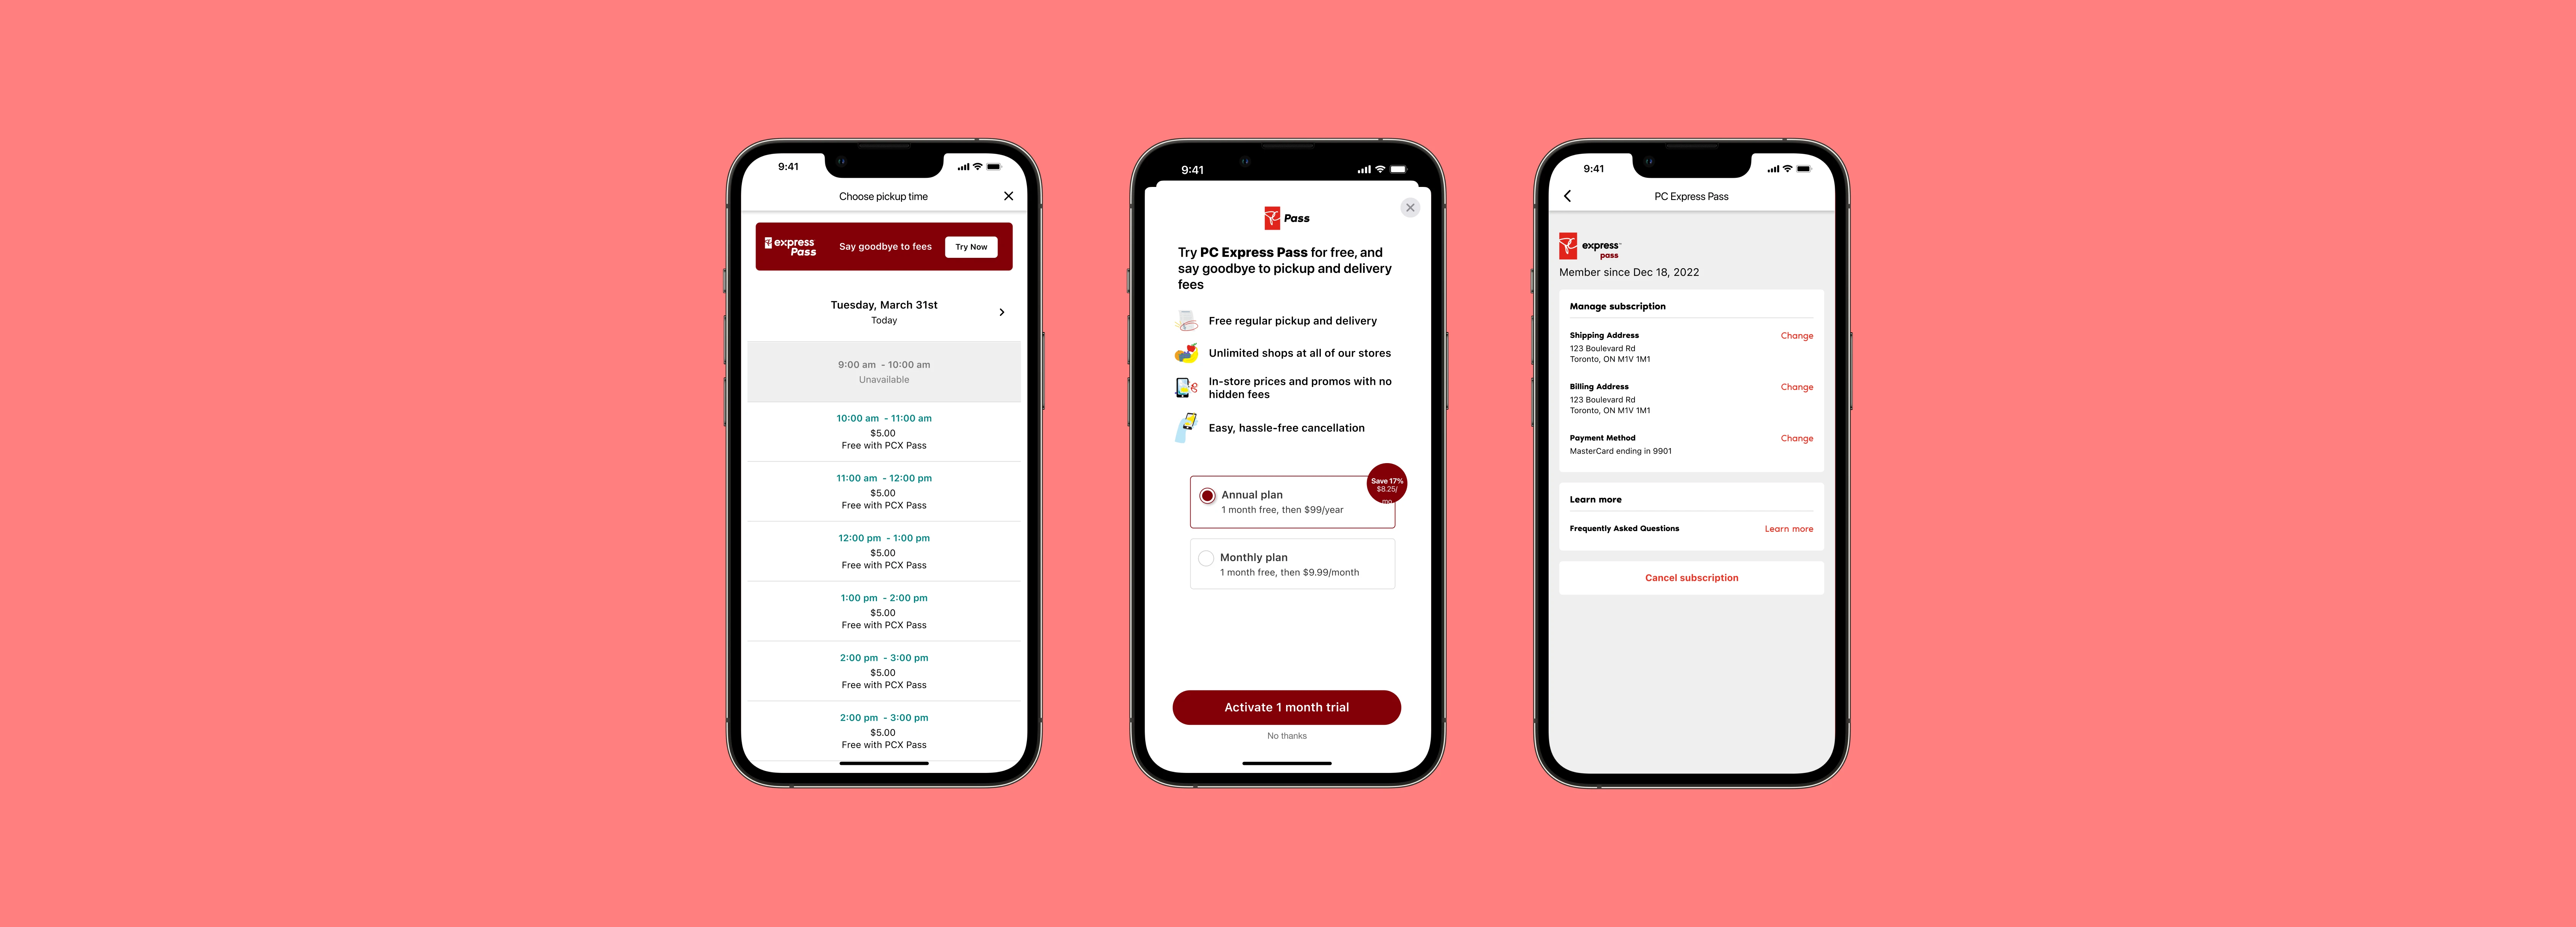 9:41
Choose pickup time
express
Pass
Say goodbye to fees
Try Now
Tuesday, March 31st
Today
9:00 am - 10:00 am
Unavailable
10:00 am - 11:00 am
$5.00
Free with PCX Pass
11:00 am - 12:00 pm
$5.00
Free with PCX Pass
12:00 pm - 1:00 pm
$5.00
Free with PCX Pass
1:00 pm - 2:00 pm
$5.00
Free with PCX Pass
2:00 pm - 3:00 pm
$5.00
Free with PCX Pass
2:00 pm - 3:00 pm
$5.00
Free with PCX Pass
9:41
Pass
Try PC Express Pass for free, and
say goodbye to pickup and delivery
fees
Free regular pickup and delivery
Unlimited shops at all of our stores
In-store prices and promos with no
hidden fees
Easy, hassle-free cancellation
Save 17%
$8.25/
mo
Annual plan
1 month free, then $99/year
Monthly plan
1 month free, then $9.99/month
Activate 1 month trial
No thanks
9:41
PC Express Pass
express™
pass
Member since Dec 18, 2022
Manage subscription
Shipping Address
Change
123 Boulevard Rd
Toronto, ON M1V 1M1
Billing Address
Change
123 Boulevard Rd
Toronto, ON M1V 1M1
Payment Method
Change
MasterCard ending in 9901
Learn more
Frequently Asked Questions
Learn more
Cancel subscription